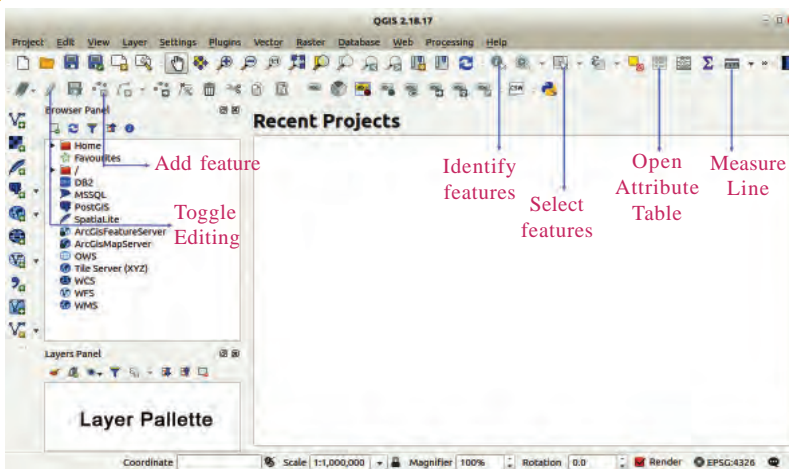 QGIS 2.18.17
Project Edit View Layer Settings Plugins Vector Raster Database Web Processing Help
CSW
Browser Panel
Recent Projects
Home
Favourites
/
DB2
MSSQL
PostGIS
SpatiaLite
ArcGisFeatureServer
ArcGisMapServer
OWS
Tile Server (XYZ)
WCS
WFS
WMS
Add feature
Toggle
Editing
Identify
features
Select
features
Open
Attribute
Table
Measure
Line
Layers Panel
Layer Pallette
Coordinate Scale 1:1,000,000 Magnifier 100% Rotation 0.0 Render EPSG:4326